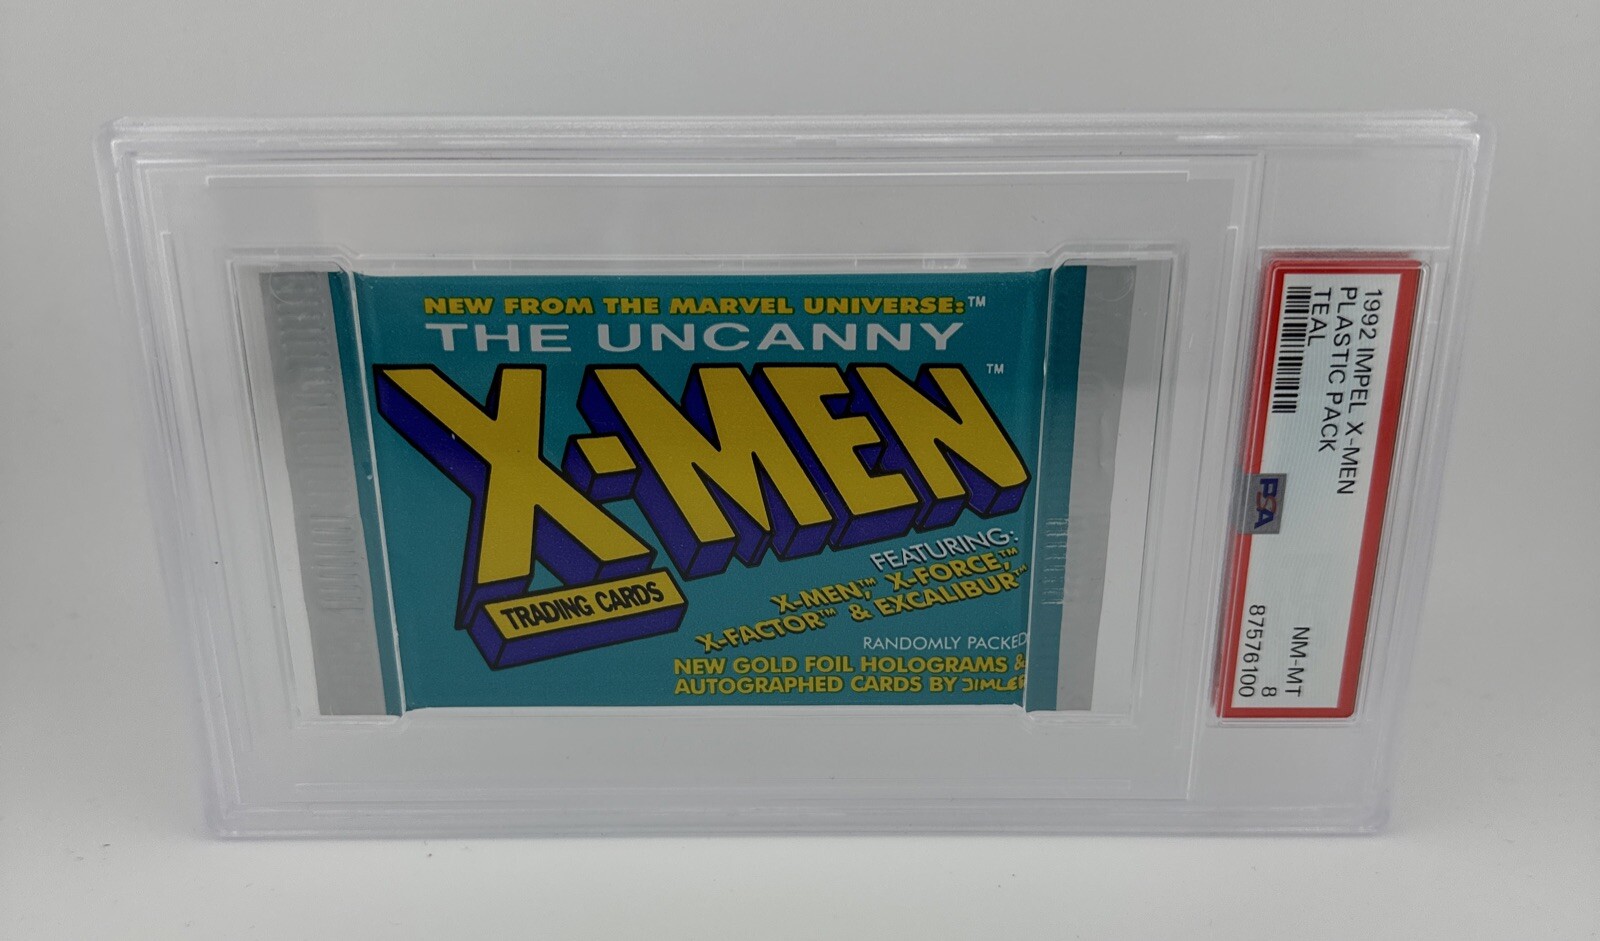 NEW FROM THE MARVEL UNIVERSE:™
THE UNCANNY
X-MEN™
TRADING CARDS
FEATURING:
X-MEN,™ X-FORCE,™
X-FACTOR™ & EXCALIBUR™
RANDOMLY PACKED
NEW GOLD FOIL HOLOGRAMS &
AUTOGRAPHED CARDS BY JIM LEE
1992 IMPEL X-MEN
PLASTIC PACK
TEAL
PSA
NM-MT
8
87576100